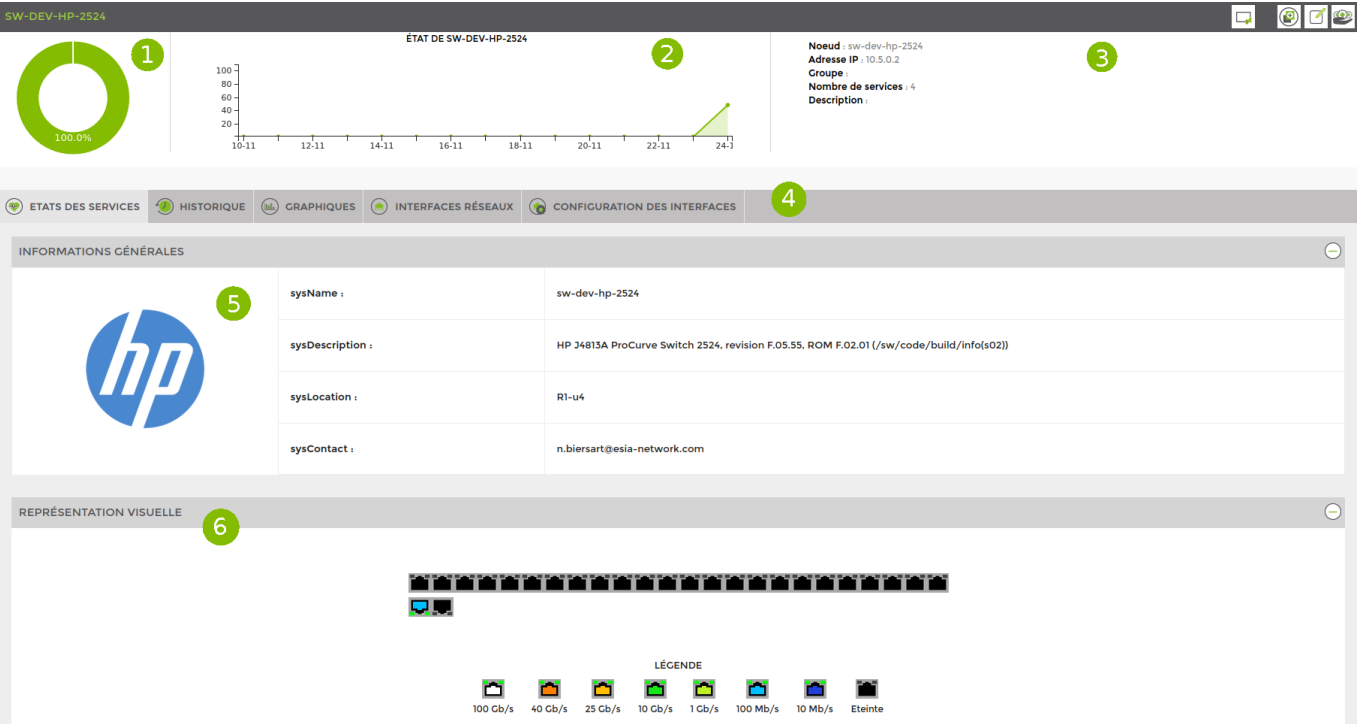 SW-DEV-HP-2524
1
100.0%
ÉTAT DE SW-DEV-HP-2524
2
100
80
60
40
20
10-11 12-11 14-11 16-11 18-11 20-11 22-11 24-1
Noeud : sw-dev-hp-2524
Adresse IP : 10.5.0.2
Groupe :
Nombre de services : 4
Description :
3
ETATS DES SERVICES HISTORIQUE GRAPHIQUES INTERFACES RÉSEAUX CONFIGURATION DES INTERFACES
4
INFORMATIONS GÉNÉRALES
hp
5
sysName : sw-dev-hp-2524
sysDescription : HP J4813A ProCurve Switch 2524, revision F.05.55, ROM F.02.01 (/sw/code/build/info(s02))
sysLocation : R1-u4
sysContact : n.biersart@esia-network.com
REPRÉSENTATION VISUELLE
6
LÉGENDE
100 Gb/s 40 Gb/s 25 Gb/s 10 Gb/s 1 Gb/s 100 Mb/s 10 Mb/s Eteinte